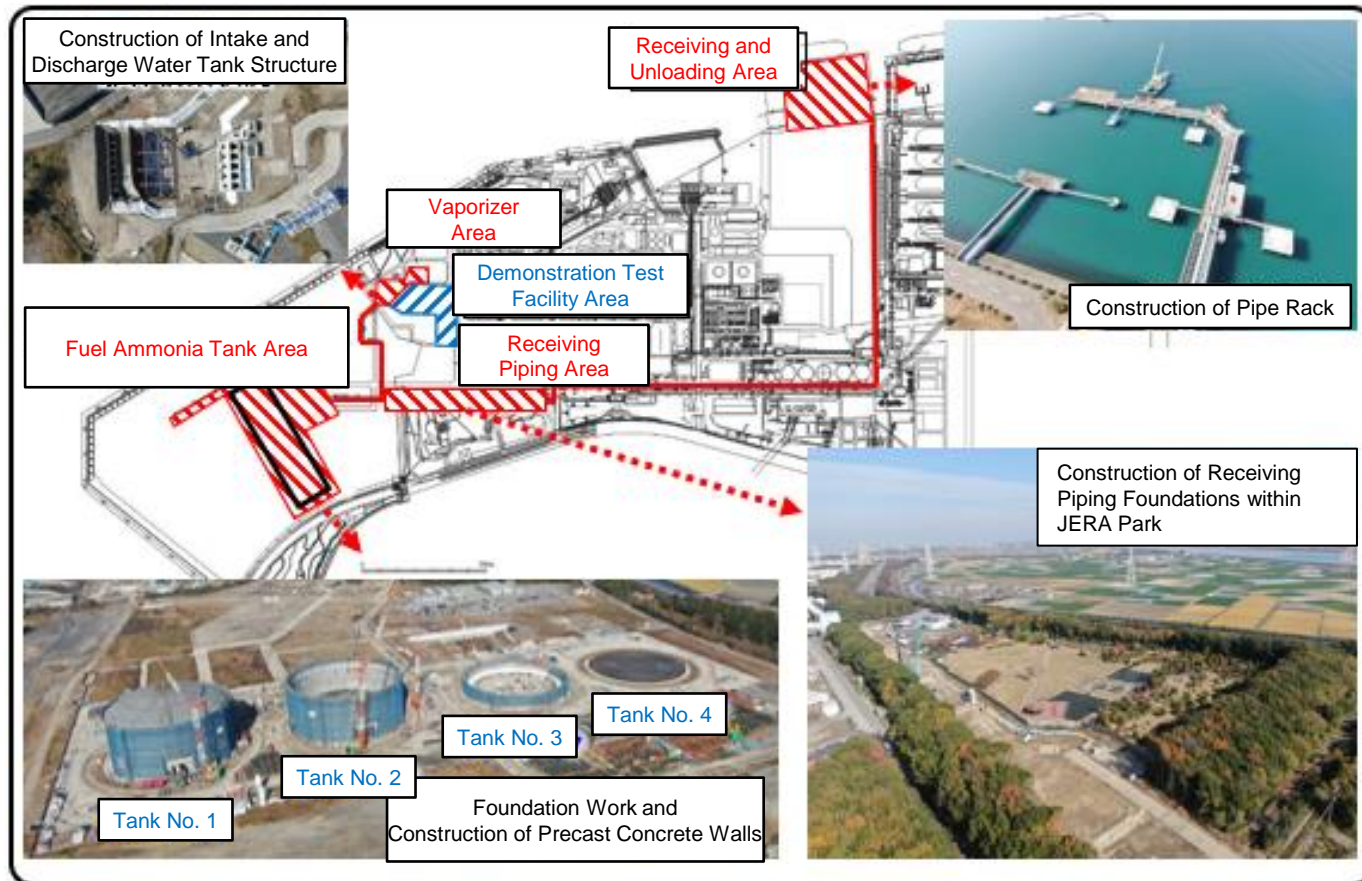 Construction of Intake and
Discharge Water Tank Structure
Receiving and
Unloading Area
Vaporizer
Area
Demonstration Test
Facility Area
Construction of Pipe Rack
Fuel Ammonia Tank Area
Receiving
Piping Area
Construction of Receiving
Piping Foundations within
JERA Park
Tank No. 4
Tank No. 3
Tank No. 2
Tank No. 1
Foundation Work and
Construction of Precast Concrete Walls